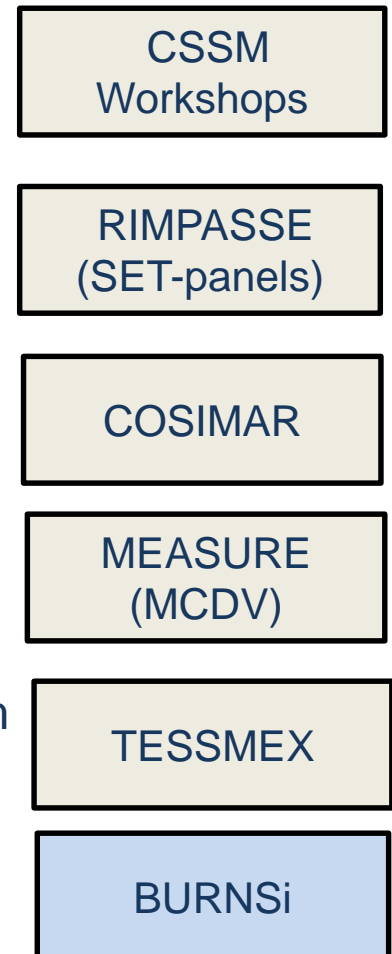 CSSM
Workshops
RIMPASSE
(SET-panels)
COSIMAR
MEASURE
(MCDV)
n
TESSMEX
BURNSi